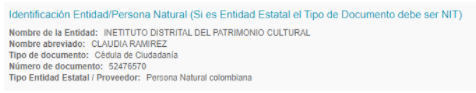 Identificación Entidad/Persona Natural (Si es Entidad Estatal el Tipo de Documento debe ser NIT)
Nombre de la Entidad: INETITUTO DISTRITAL DEL PATRIMONIO CULTURAL
Nombre abreviado: CLAUDIA RAMIREZ
Tipo de documento: Cédula de Ciudadanía
Número de documento: 52476570
Tipo Entidad Estatal / Proveedor: Persona Natural colombiana